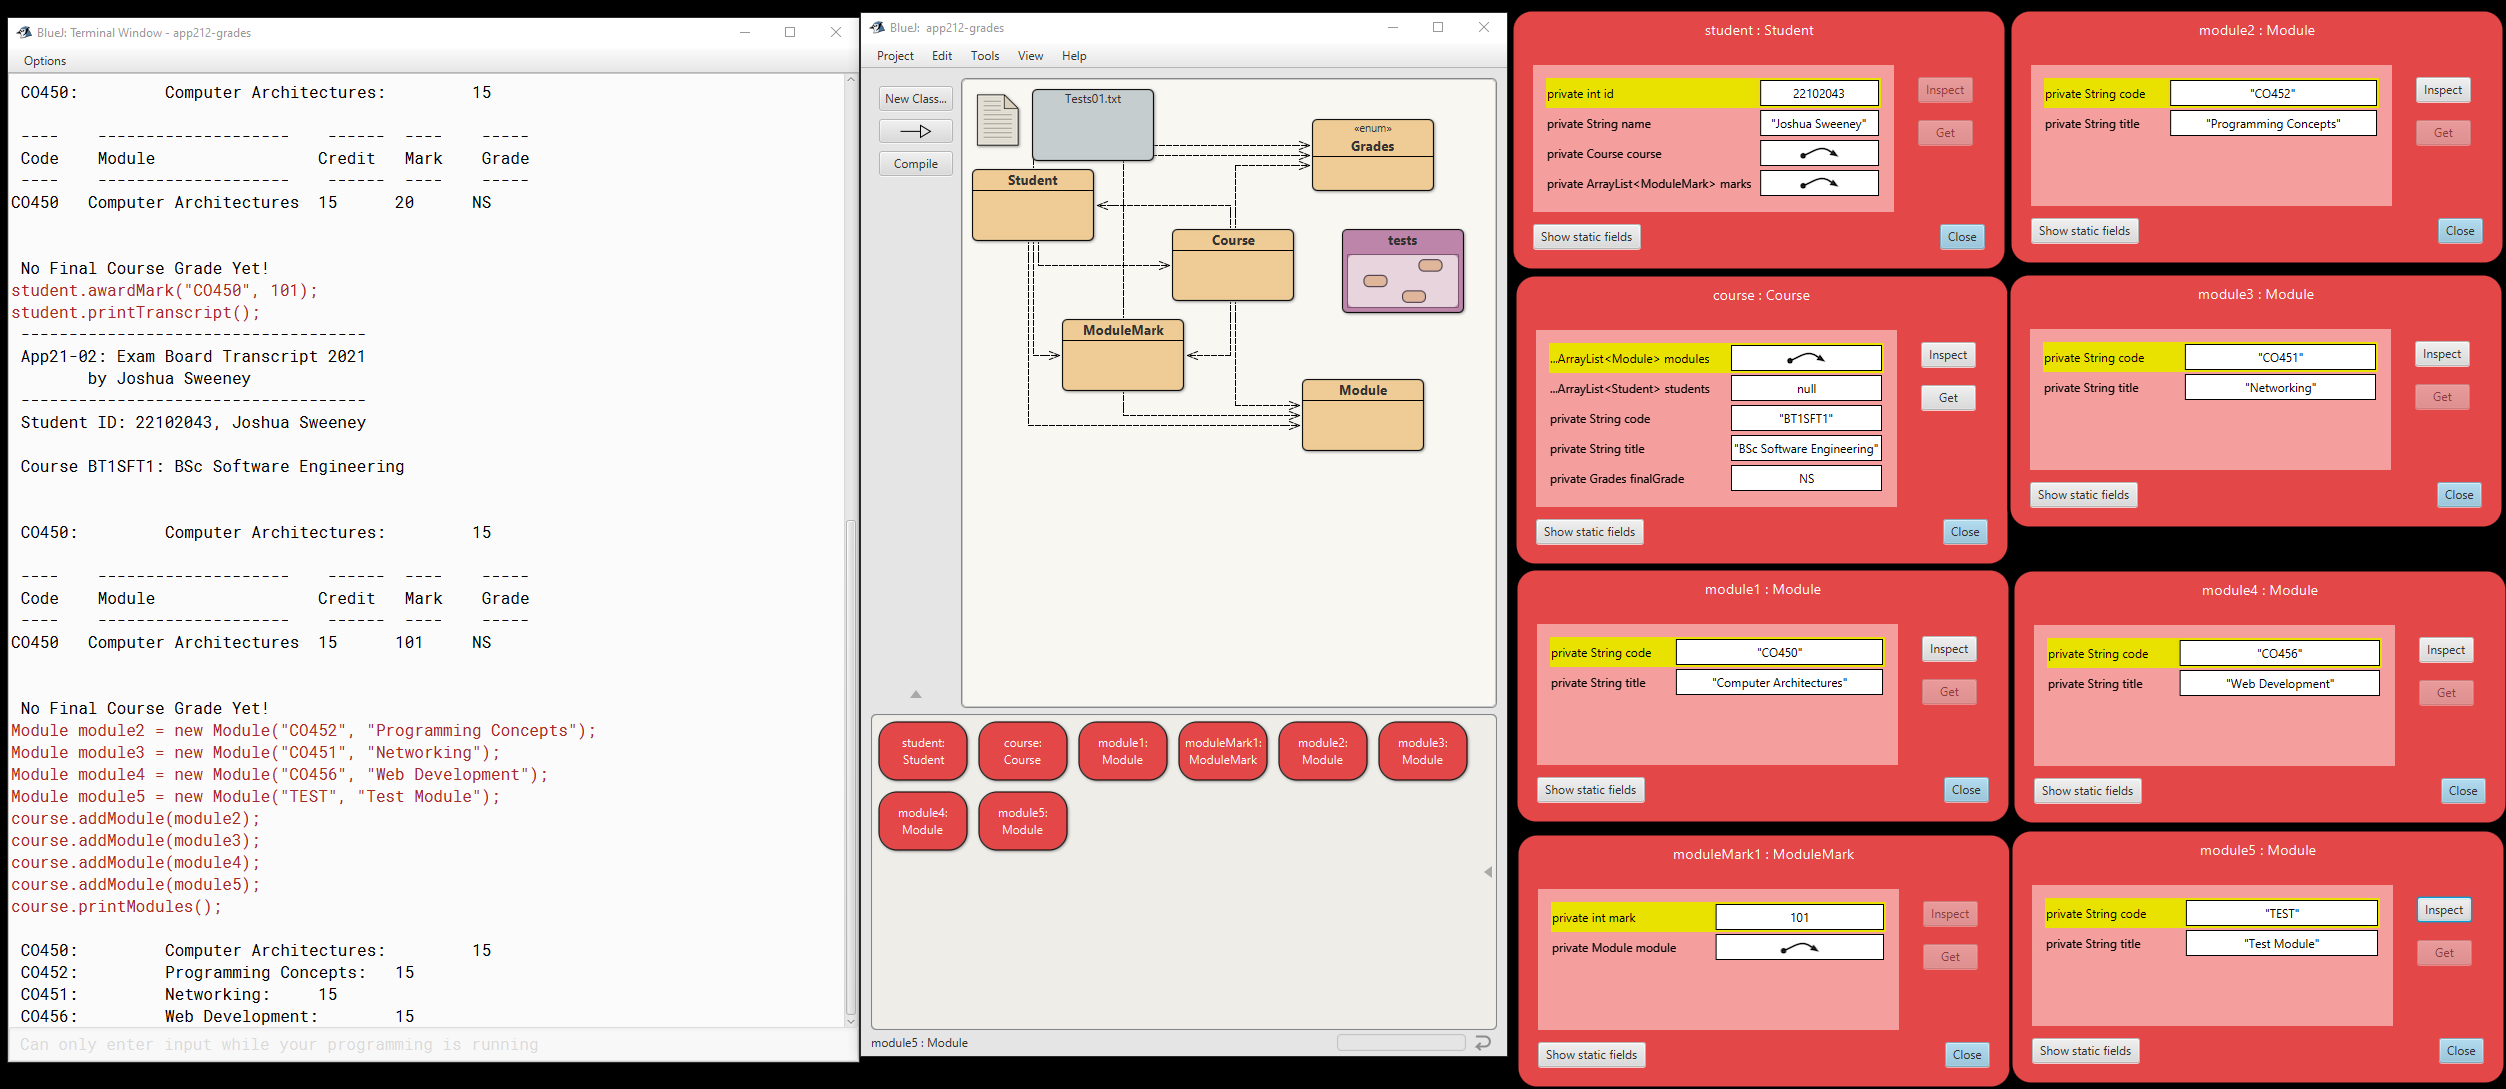 BlueJ: Terminal Window - app212-grades
Options
CO450: Computer Architectures: 15
---- -------------------- ------ ---- -----
Code Module Credit Mark Grade
---- -------------------- ------ ---- -----
CO450 Computer Architectures 15 20 NS
No Final Course Grade Yet!
student.awardMark("CO450", 101);
student.printTranscript();
------------------------------------
App21-02: Exam Board Transcript 2021
by Joshua Sweeney
------------------------------------
Student ID: 22102043, Joshua Sweeney
Course BT1SFT1: BSc Software Engineering
CO450: Computer Architectures: 15
---- -------------------- ------ ---- -----
Code Module Credit Mark Grade
---- -------------------- ------ ---- -----
CO450 Computer Architectures 15 101 NS
No Final Course Grade Yet!
Module module2 = new Module("CO452", "Programming Concepts");
Module module3 = new Module("CO451", "Networking");
Module module4 = new Module("CO456", "Web Development");
Module module5 = new Module("TEST", "Test Module");
course.addModule(module2);
course.addModule(module3);
course.addModule(module4);
course.addModule(module5);
course.printModules();
CO450: Computer Architectures: 15
CO452: Programming Concepts: 15
CO451: Networking: 15
CO456: Web Development: 15
Can only enter input while your programming is running
BlueJ: app212-grades
Project Edit Tools View Help
New Class...
Compile
Tests01.txt
«enum»
Grades
Student
Course
tests
ModuleMark
Module
student:
Student
course:
Course
module1:
Module
moduleMark1:
ModuleMark
module2:
Module
module3:
Module
module4:
Module
module5:
Module
module5 : Module
student : Student
private int id 22102043
private String name "Joshua Sweeney"
private Course course
private ArrayList<ModuleMark> marks
Inspect
Get
Show static fields
Close
course : Course
...ArrayList<Module> modules
...ArrayList<Student> students null
private String code "BT1SFT1"
private String title "BSc Software Engineering"
private Grades finalGrade NS
Inspect
Get
Show static fields
Close
module1 : Module
private String code "CO450"
private String title "Computer Architectures"
Inspect
Get
Show static fields
Close
moduleMark1 : ModuleMark
private int mark 101
private Module module
Inspect
Get
Show static fields
Close
module2 : Module
private String code "CO452"
private String title "Programming Concepts"
Inspect
Get
Show static fields
Close
module3 : Module
private String code "CO451"
private String title "Networking"
Inspect
Get
Show static fields
Close
module4 : Module
private String code "CO456"
private String title "Web Development"
Inspect
Get
Show static fields
Close
module5 : Module
private String code "TEST"
private String title "Test Module"
Inspect
Get
Show static fields
Close